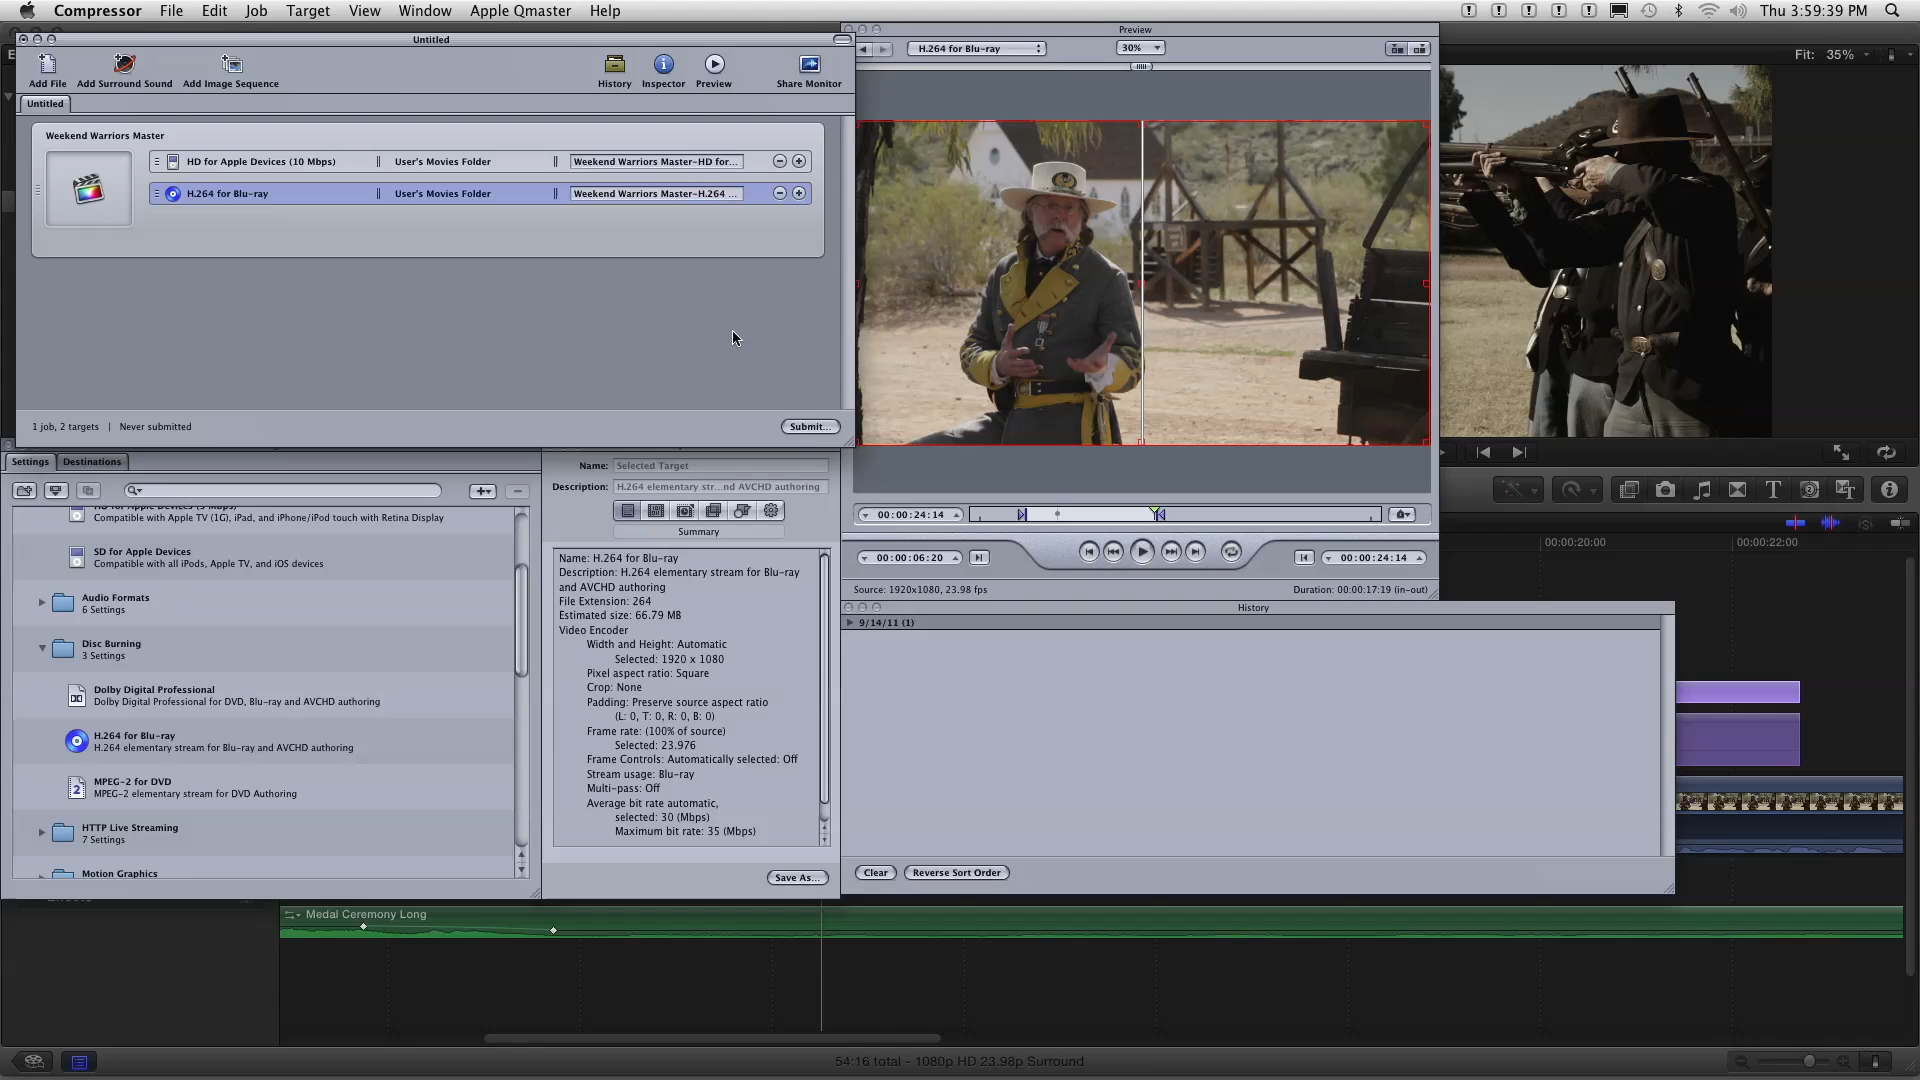 Compressor File Edit Job Target View Window Apple Qmaster Help Thu 3:59:39 PM
Untitled
Add File Add Surround Sound Add Image Sequence History Inspector Preview Share Monitor
Untitled
Weekend Warriors Master
HD for Apple Devices (10 Mbps) User's Movies Folder Weekend Warriors Master-HD for...
H.264 for Blu-ray User's Movies Folder Weekend Warriors Master-H.264 ...
1 job, 2 targets | Never submitted Submit...
Preview
H.264 for Blu-ray 30%
Fit: 35%
00:00:24:14
00:00:06:20 00:00:24:14
Source: 1920x1080, 23.98 fps Duration: 00:00:17:19 (in-out)
Settings Destinations
HD for Apple Devices (5 Mbps)
Compatible with Apple TV (1G), iPad, and iPhone/iPod touch with Retina Display
SD for Apple Devices
Compatible with all iPods, Apple TV, and iOS devices
Audio Formats
6 Settings
Disc Burning
3 Settings
Dolby Digital Professional
Dolby Digital Professional for DVD, Blu-ray and AVCHD authoring
H.264 for Blu-ray
H.264 elementary stream for Blu-ray and AVCHD authoring
MPEG-2 for DVD
MPEG-2 elementary stream for DVD Authoring
HTTP Live Streaming
7 Settings
Motion Graphics
Name: Selected Target
Description: H.264 elementary str...nd AVCHD authoring
Summary
Name: H.264 for Blu-ray
Description: H.264 elementary stream for Blu-ray
and AVCHD authoring
File Extension: 264
Estimated size: 66.79 MB
Video Encoder
Width and Height: Automatic
Selected: 1920 x 1080
Pixel aspect ratio: Square
Crop: None
Padding: Preserve source aspect ratio
(L: 0, T: 0, R: 0, B: 0)
Frame rate: (100% of source)
Selected: 23.976
Frame Controls: Automatically selected: Off
Stream usage: Blu-ray
Multi-pass: Off
Average bit rate automatic,
selected: 30 (Mbps)
Maximum bit rate: 35 (Mbps)
Save As...
History
9/14/11 (1)
Clear Reverse Sort Order
00:00:20:00 00:00:22:00
Medal Ceremony Long
54:16 total - 1080p HD 23.98p Surround